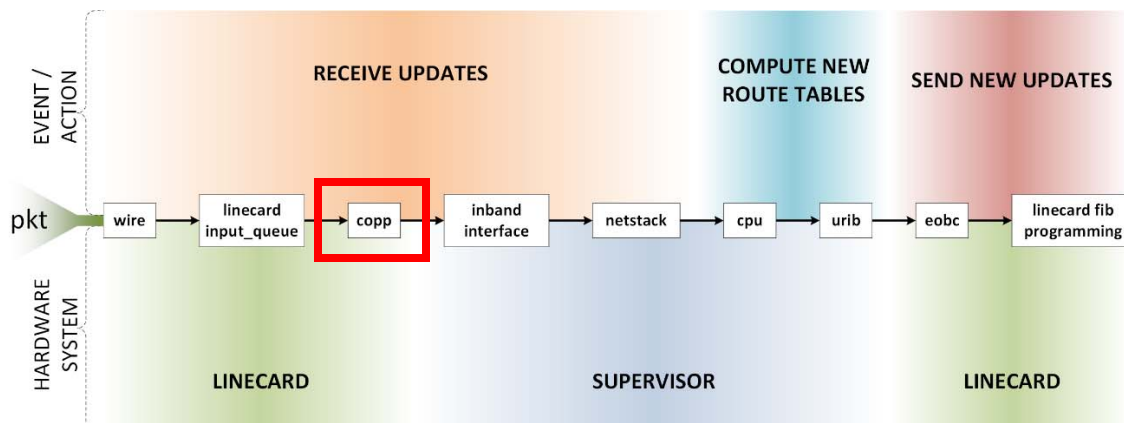 EVENT /
ACTION
RECEIVE UPDATES
COMPUTE NEW
ROUTE TABLES
SEND NEW UPDATES
pkt
wire
linecard
input_queue
copp
inband
interface
netstack
cpu
urib
eobc
linecard fib
programming
HARDWARE
SYSTEM
LINECARD
SUPERVISOR
LINECARD